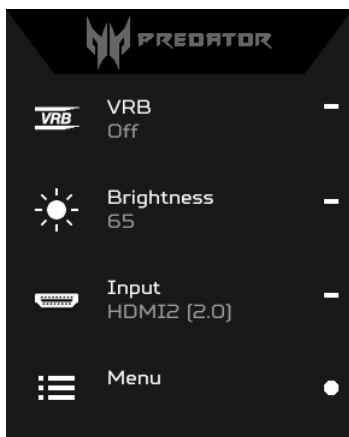 PREDATOR
VRB
VRB
Off
Brightness
65
Input
HDMI2 (2.0)
Menu